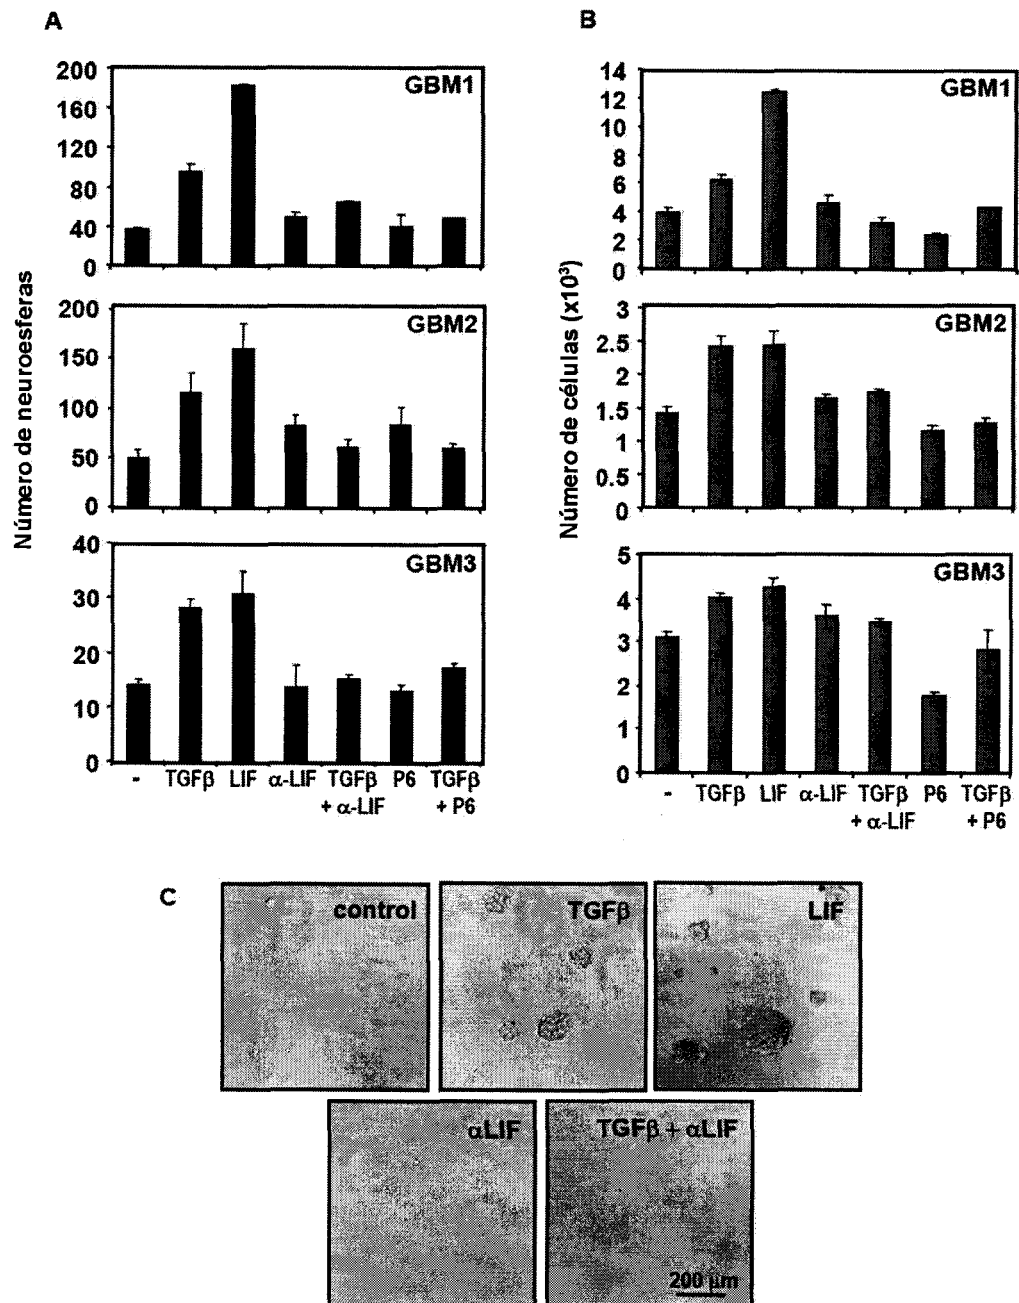 A
Número de neuroesferas
200
160
120
80
40
0
GBM1
200
150
100
50
0
GBM2
40
30
20
10
0
GBM3
- TGFβ LIF α-LIF TGFβ P6 TGFβ
+ α-LIF + P6
B
Número de células (x10³)
14
12
10
8
6
4
2
0
GBM1
3
2.5
2
1.5
1
0.5
0
GBM2
5
4
3
2
1
0
GBM3
- TGFβ LIF α-LIF TGFβ P6 TGFβ
+ α-LIF + P6
C
control
TGFβ
LIF
αLIF
TGFβ + αLIF
200 µm